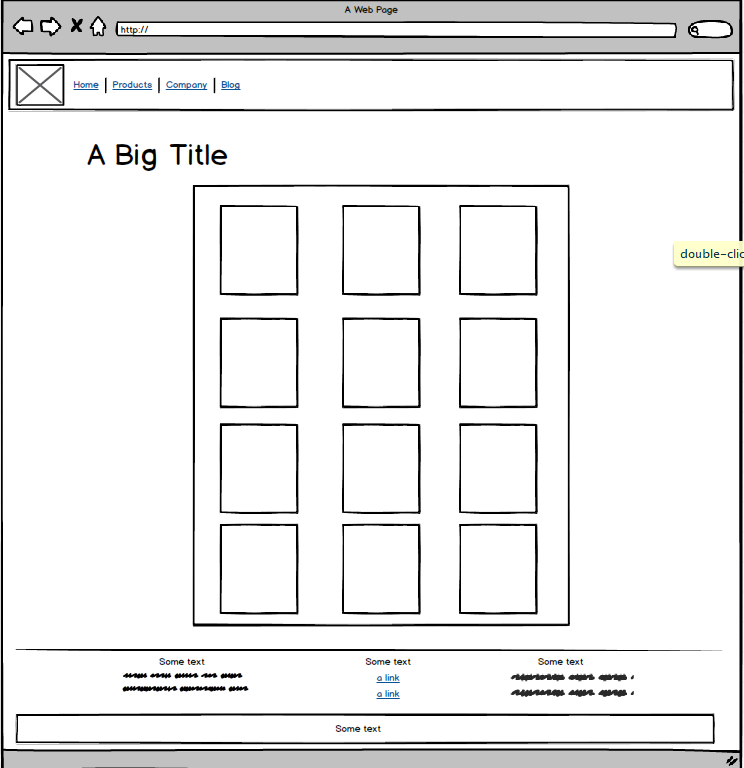 A Web Page
http://
Home | Products | Company | Blog
A Big Title
double-clic
Some text
Some text
a link
a link
Some text
Some text